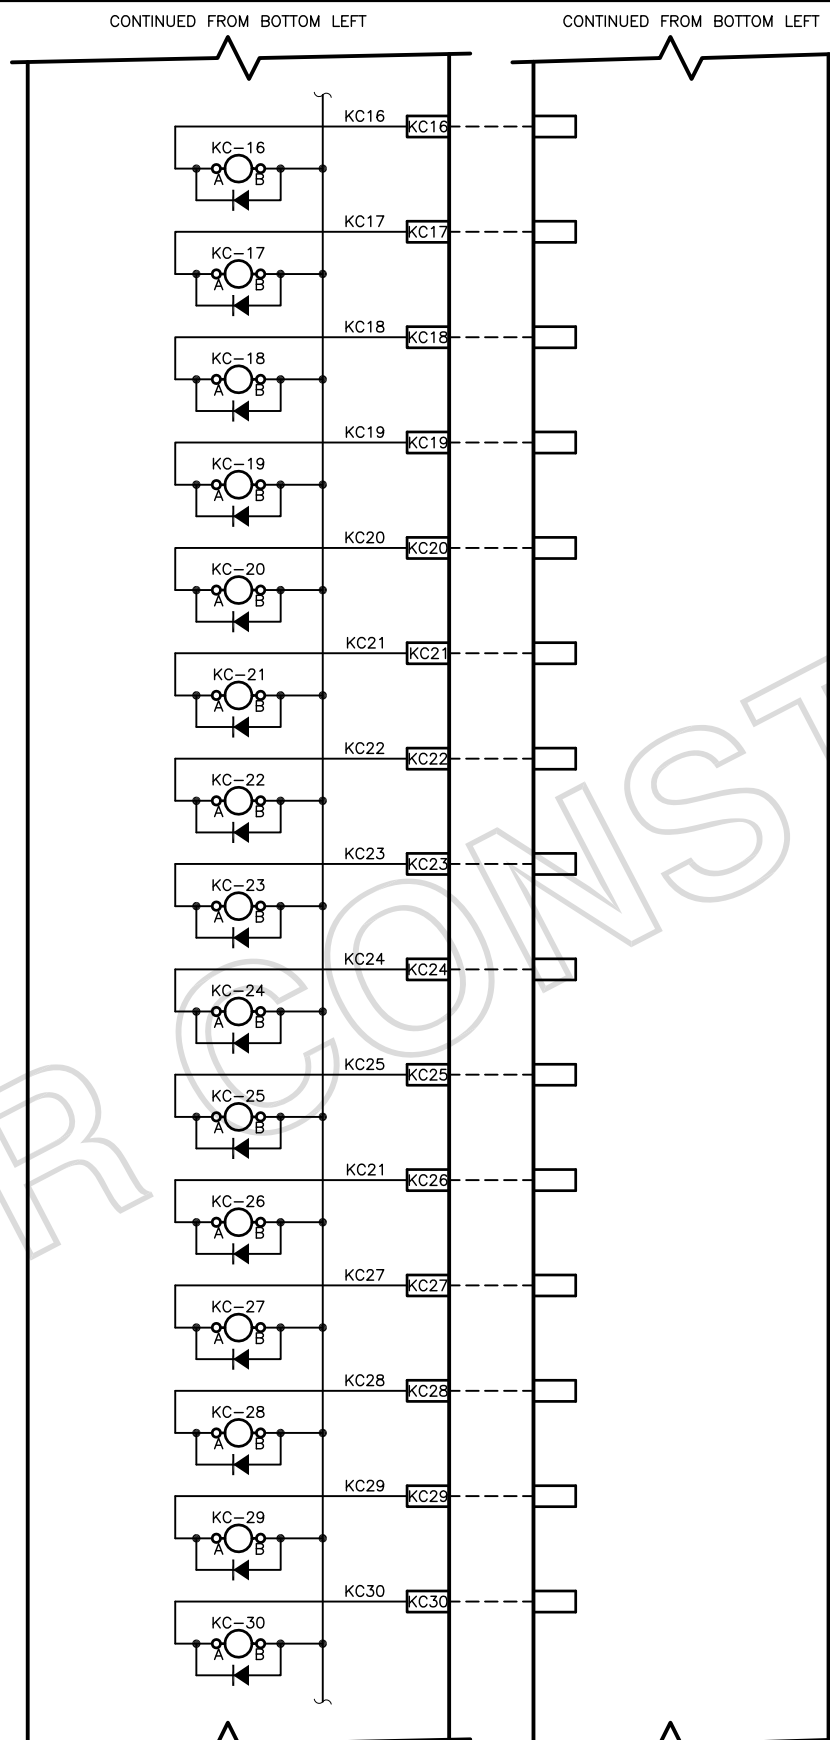 CONTINUED FROM BOTTOM LEFT CONTINUED FROM BOTTOM LEFT
KC16
KC16
KC-16
A B
KC17
KC17
KC-17
A B
KC18
KC18
KC-18
A B
KC19
KC19
KC-19
A B
KC20
KC20
KC-20
A B
KC21
KC21
KC-21
A B
KC22
KC22
KC-22
A B
KC23
KC23
KC-23
A B
KC24
KC24
KC-24
A B
KC25
KC25
KC-25
A B
KC21
KC26
KC-26
A B
KC27
KC27
KC-27
A B
KC28
KC28
KC-28
A B
KC29
KC29
KC-29
A B
KC30
KC30
KC-30
A B
R CONST